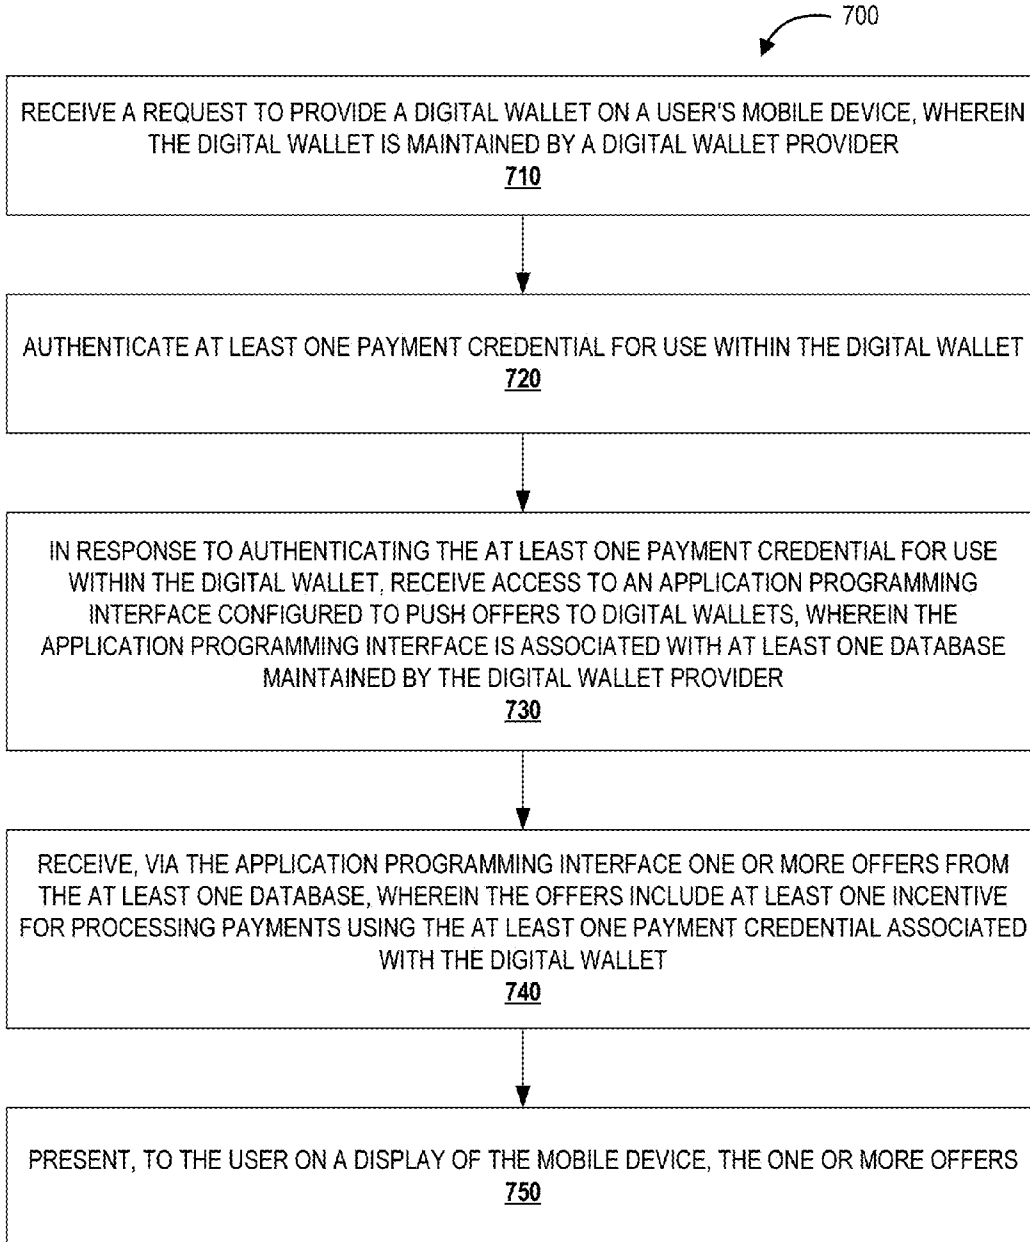 700
RECEIVE A REQUEST TO PROVIDE A DIGITAL WALLET ON A USER'S MOBILE DEVICE, WHEREIN
THE DIGITAL WALLET IS MAINTAINED BY A DIGITAL WALLET PROVIDER
710
AUTHENTICATE AT LEAST ONE PAYMENT CREDENTIAL FOR USE WITHIN THE DIGITAL WALLET
720
IN RESPONSE TO AUTHENTICATING THE AT LEAST ONE PAYMENT CREDENTIAL FOR USE
WITHIN THE DIGITAL WALLET, RECEIVE ACCESS TO AN APPLICATION PROGRAMMING
INTERFACE CONFIGURED TO PUSH OFFERS TO DIGITAL WALLETS, WHEREIN THE
APPLICATION PROGRAMMING INTERFACE IS ASSOCIATED WITH AT LEAST ONE DATABASE
MAINTAINED BY THE DIGITAL WALLET PROVIDER
730
RECEIVE, VIA THE APPLICATION PROGRAMMING INTERFACE ONE OR MORE OFFERS FROM
THE AT LEAST ONE DATABASE, WHEREIN THE OFFERS INCLUDE AT LEAST ONE INCENTIVE
FOR PROCESSING PAYMENTS USING THE AT LEAST ONE PAYMENT CREDENTIAL ASSOCIATED
WITH THE DIGITAL WALLET
740
PRESENT, TO THE USER ON A DISPLAY OF THE MOBILE DEVICE, THE ONE OR MORE OFFERS
750